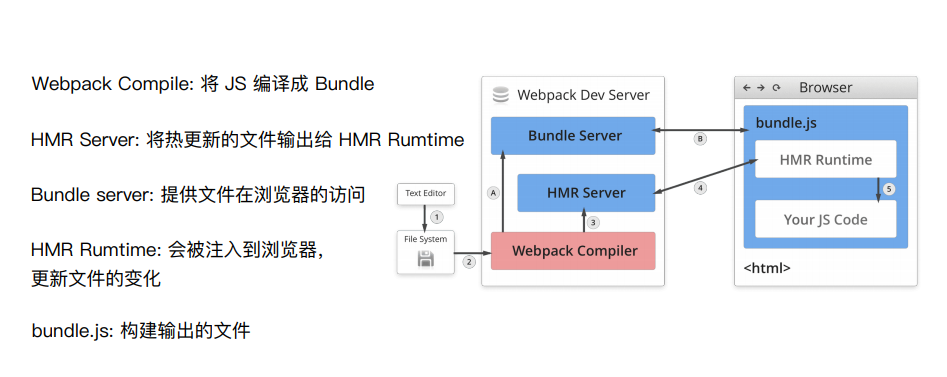 Webpack Compile: 将 JS 编译成 Bundle
HMR Server: 将热更新的文件输出给 HMR Rumtime
Bundle server: 提供文件在浏览器的访问
HMR Rumtime: 会被注入到浏览器，
更新文件的变化
bundle.js: 构建输出的文件
Text Editor
1
File System
2
Webpack Dev Server
Bundle Server
A
HMR Server
3
Webpack Compiler
B
4
Browser
bundle.js
HMR Runtime
5
Your JS Code
<html>